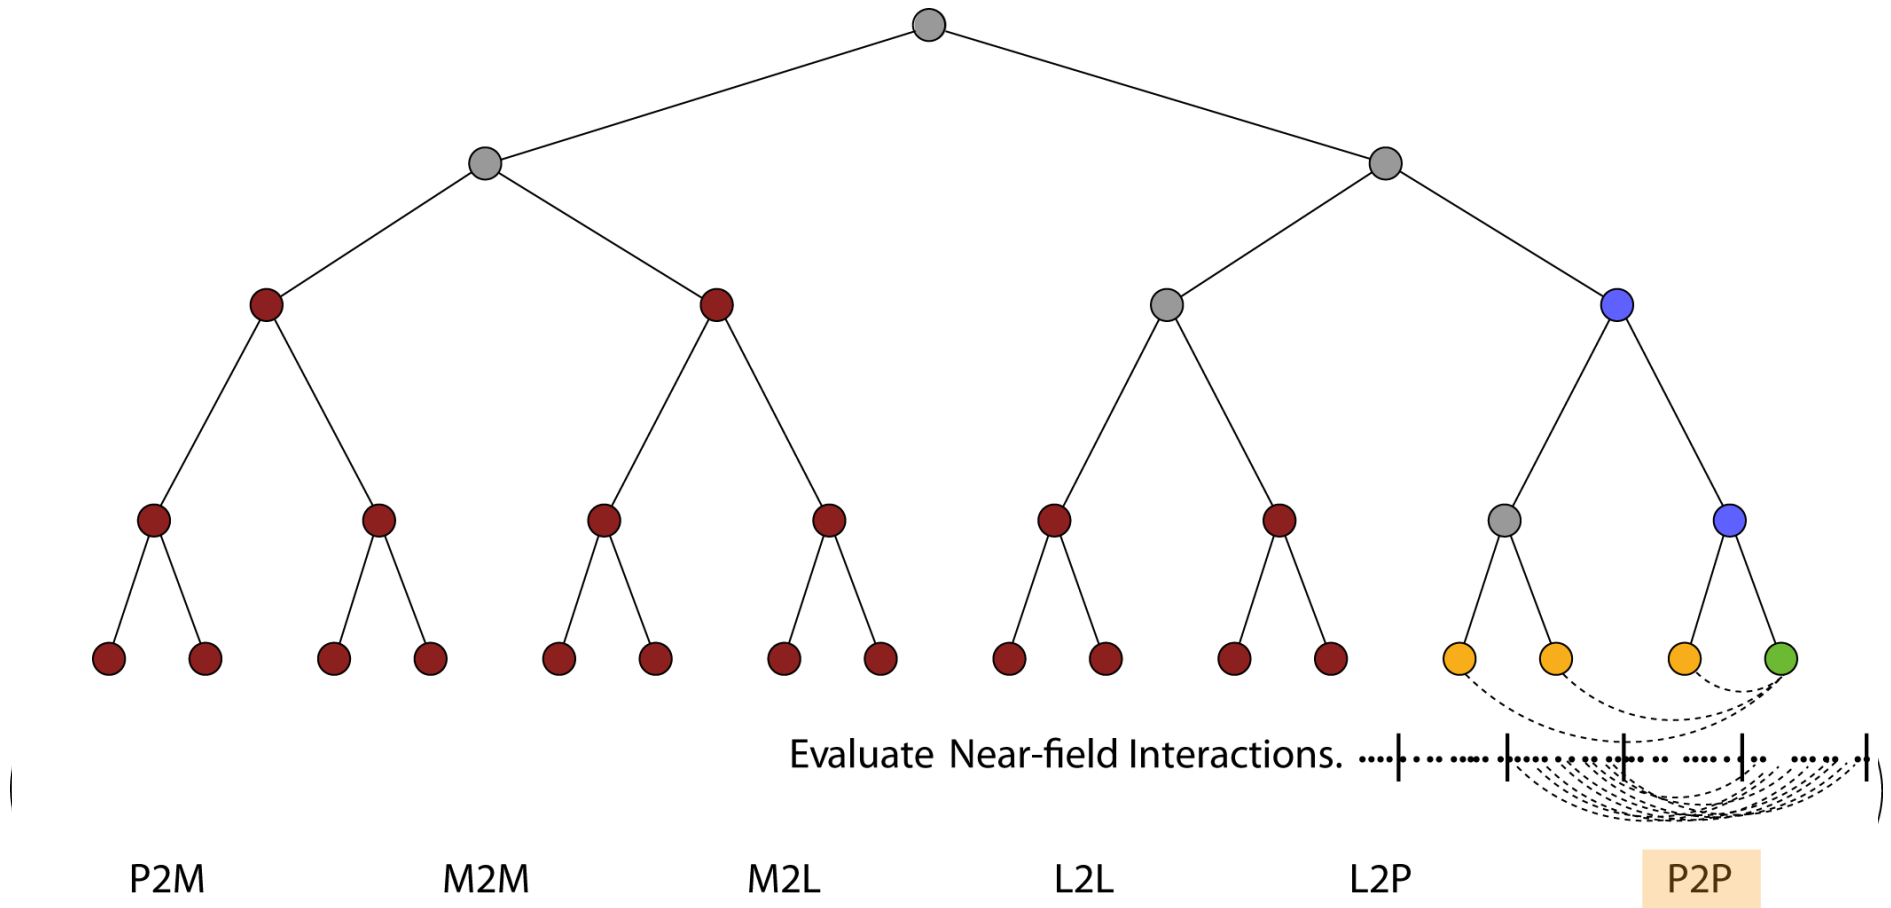 Evaluate Near-field Interactions.
P2M M2M M2L L2L L2P P2P